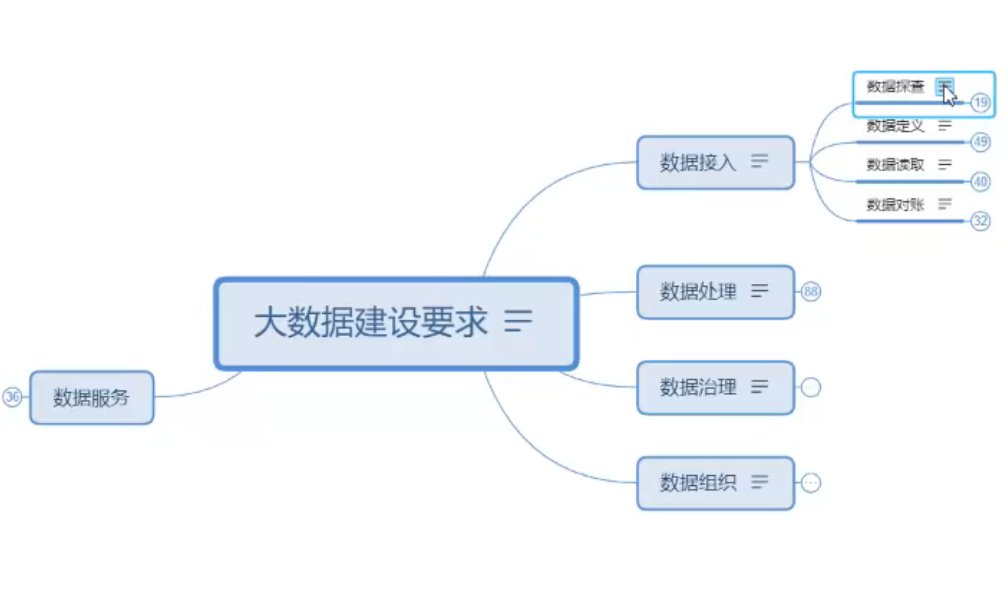 数据探查
19
数据定义
49
数据接入
数据读取
40
数据对账
32
数据处理
88
大数据建设要求
数据治理
36
数据服务
数据组织
...